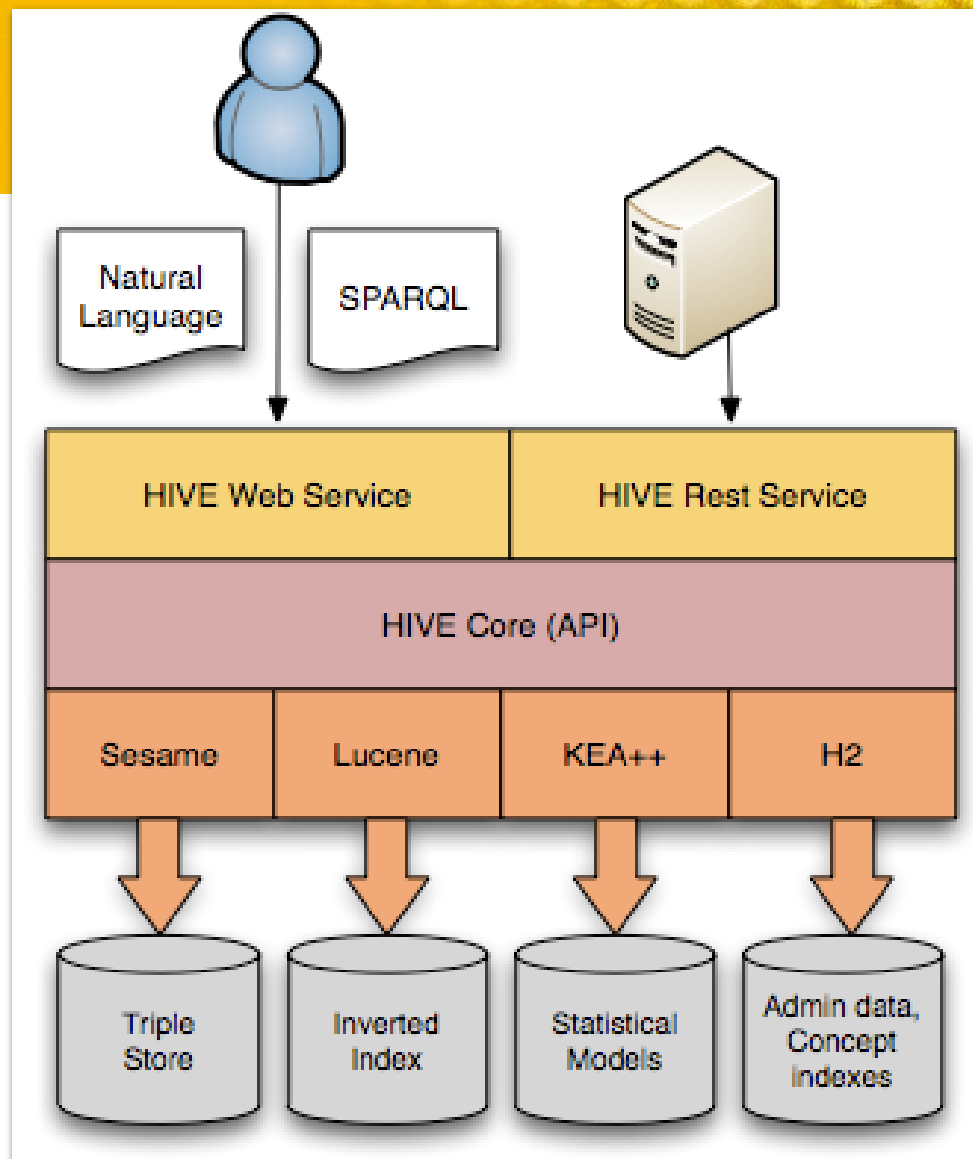 Natural
Language
SPARQL
HIVE Web Service
HIVE Rest Service
HIVE Core (API)
Sesame
Lucene
KEA++
H2
Triple
Store
Inverted
Index
Statistical
Models
Admin data,
Concept
indexes